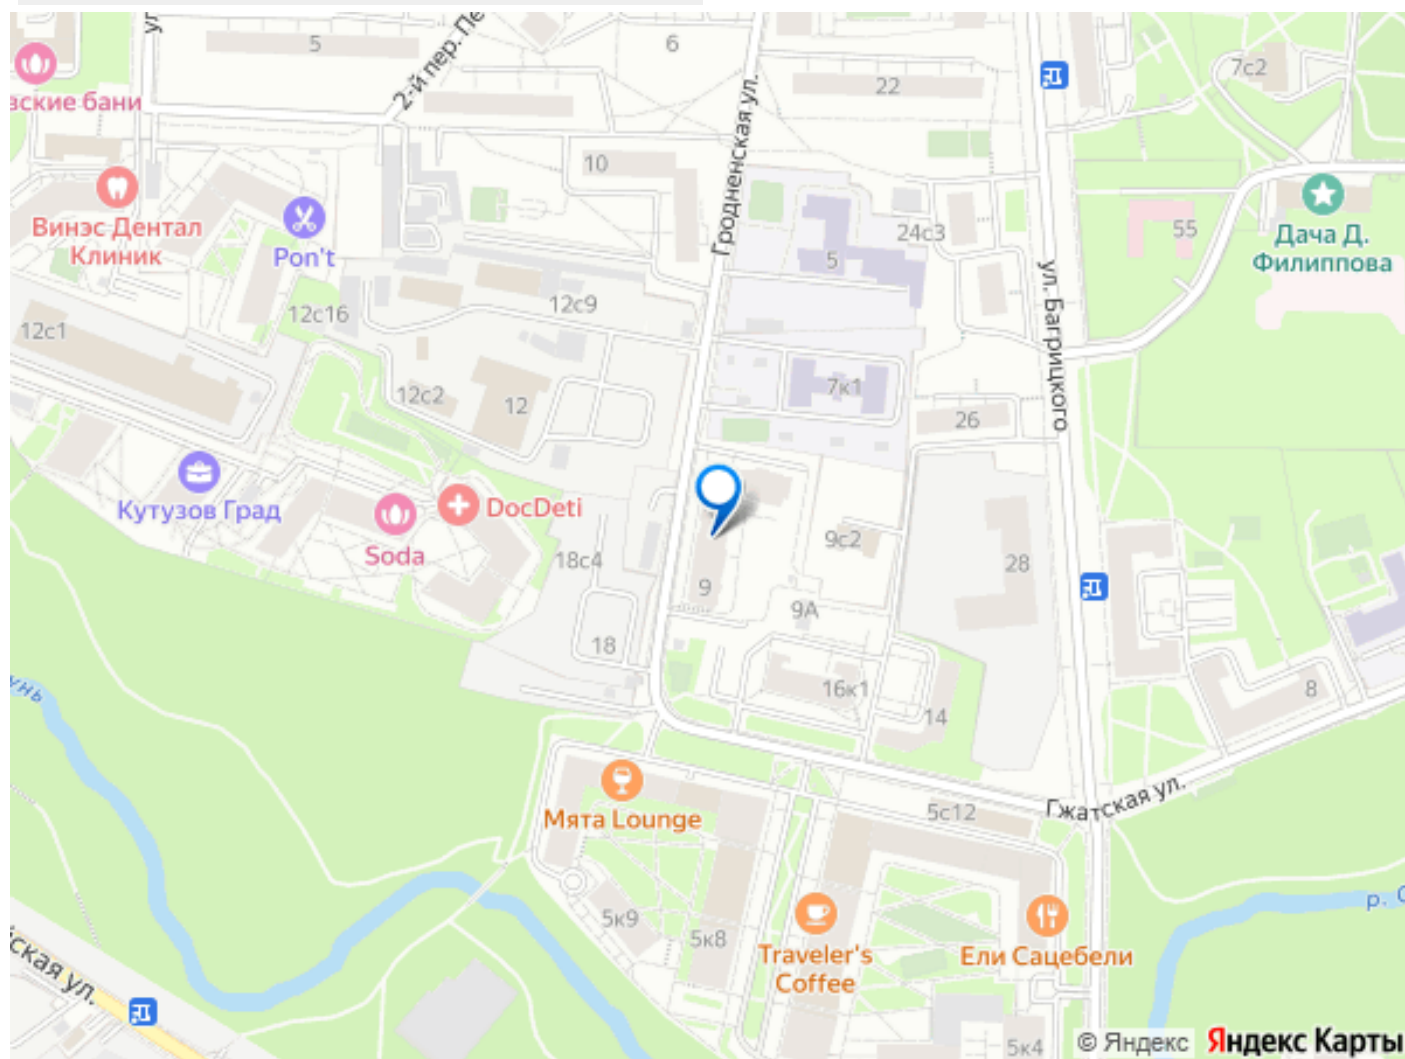 5
2-й пер. Пе
6
22
7с2
вские бани
Гродненская ул.
10
Винэс Дентал
Клиник
Pon't
24с3
55
Дача Д.
Филиппова
5
ул. Багрицкого
12с9
12с16
12с1
12с2
12
7к1
26
Кутузов Град
DocDeti
Soda
18с4
9с2
28
9
9А
18
16к1
14
8
унь
Гжатская ул.
5с12
Мята Lounge
р. С
5к9
5к8
Traveler's
Coffee
Ели Сацебели
ская ул.
5к4
© Яндекс
Яндекс Карты